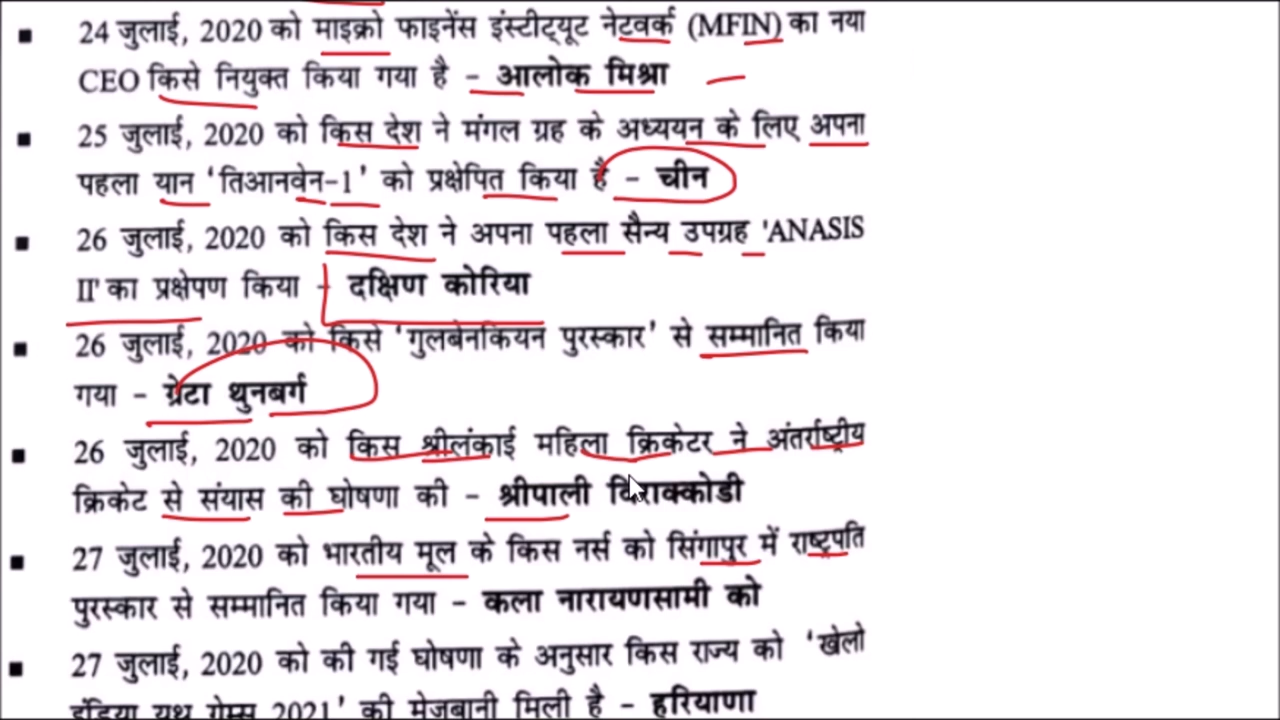 24 जुलाई, 2020 को माइक्रो फाइनेंस इंस्टीट्यूट नेटवर्क (MFIN) का नया
CEO किसे नियुक्त किया गया है - आलोक मिश्रा
25 जुलाई, 2020 को किस देश ने मंगल ग्रह के अध्ययन के लिए अपना
पहला यान 'तिआनवेन-1' को प्रक्षेपित किया है - चीन
26 जुलाई, 2020 को किस देश ने अपना पहला सैन्य उपग्रह 'ANASIS
II' का प्रक्षेपण किया - दक्षिण कोरिया
26 जुलाई, 2020 को किसे 'गुलबेनकियन पुरस्कार' से सम्मानित किया
गया - ग्रेटा थुनबर्ग
26 जुलाई, 2020 को किस श्रीलंकाई महिला क्रिकेटर ने अंतर्राष्ट्रीय
क्रिकेट से संयास की घोषणा की - श्रीपाली विराक्कोडी
27 जुलाई, 2020 को भारतीय मूल के किस नर्स को सिंगापुर में राष्ट्रपति
पुरस्कार से सम्मानित किया गया - कला नारायणसामी को
27 जुलाई, 2020 को की गई घोषणा के अनुसार किस राज्य को 'खेलो
इंडिया यूथ गेम्स 2021' की मेजबानी मिली है - हरियाणा